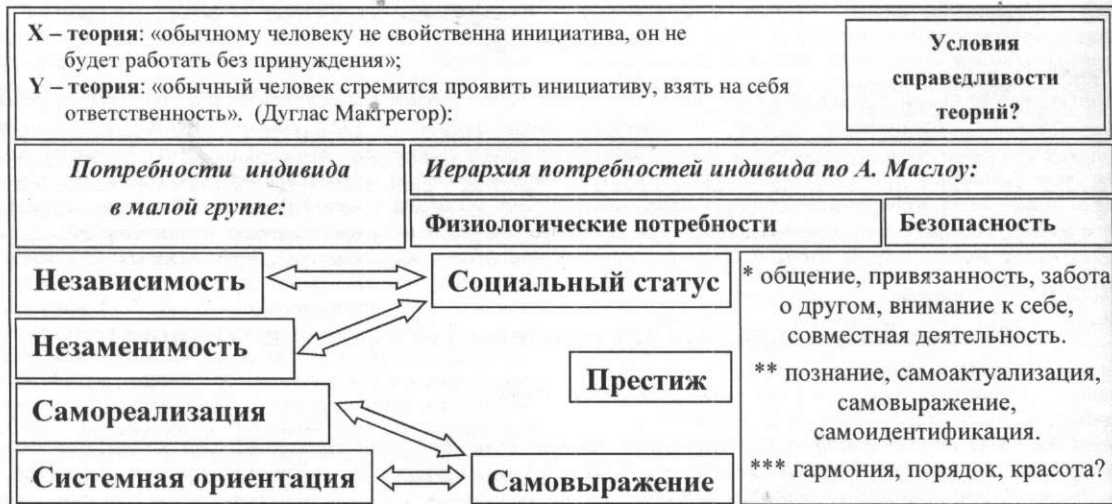 X – теория: «обычному человеку не свойственна инициатива, он не
будет работать без принуждения»;
Y – теория: «обычный человек стремится проявить инициативу, взять на себя
ответственность». (Дуглас Макгрегор):
Условия
справедливости
теорий?
Потребности индивида
в малой группе:
Иерархия потребностей индивида по А. Маслоу:
Физиологические потребности
Безопасность
Независимость
Социальный статус
Незаменимость
Престиж
Самореализация
Системная ориентация
Самовыражение
* общение, привязанность, забота
о другом, внимание к себе,
совместная деятельность.
** познание, самоактуализация,
самовыражение,
самоидентификация.
*** гармония, порядок, красота?